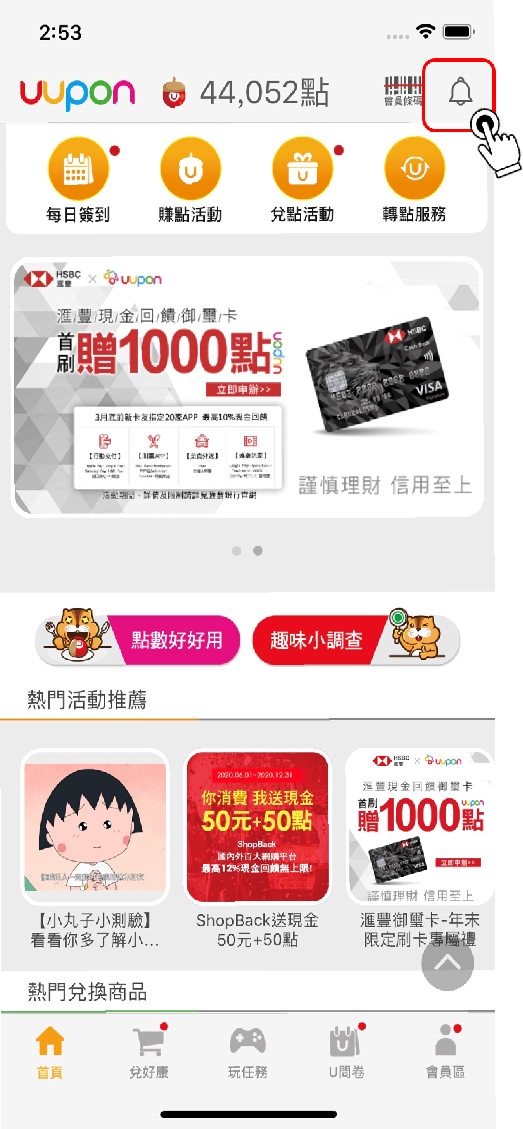 2:53
uupon
44,052點
會員條碼
每日簽到
賺點活動
兌點活動
轉點服務
HSBC
滙豐
× uupon
滙/豐/現/金/回/饋/御/璽/卡
首刷贈1000點
uupon
立即申辦>>
3月底前新卡友指定20家APP 最高10%現金回饋
【行動支付】
謹慎理財 信用至上
HSBC
Cash Back
VISA
Signature
點數好好用
趣味小調查
熱門活動推薦
2020.06.01~2020.12.31
你消費 我送現金
50元+50點
ShopBack
國內外百大網購平台
最高12%現金回饋無上限!
HSBC × uupon
滙豐
滙豐現金回饋御璽卡
首刷贈1000點
uupon
立即申辦>>
謹慎理財 信用至上
【小丸子小測驗】
看看你多了解小...
ShopBack送現金
50元+50點
滙豐御璽卡-年末
限定刷卡專屬禮
熱門兌換商品
首頁
兌好康
玩任務
U問卷
會員區